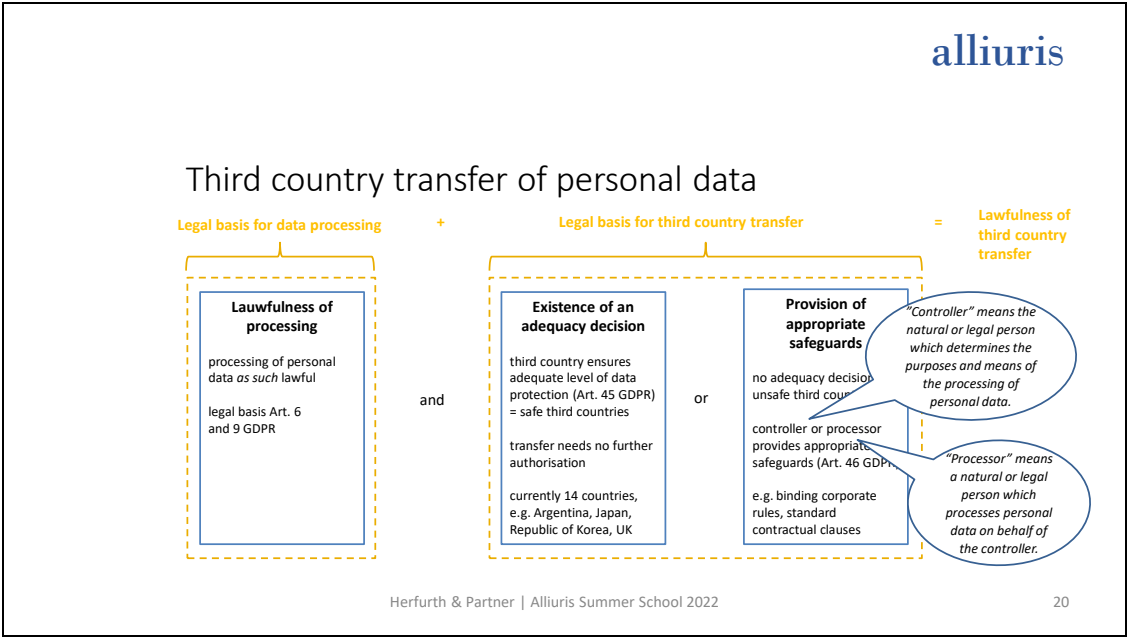 alliuris
Third country transfer of personal data
Legal basis for data processing
+
Legal basis for third country transfer
=
Lawfulness of
third country
transfer
Lauwfulness of
processing
processing of personal
data as such lawful
legal basis Art. 6
and 9 GDPR
and
Existence of an
adequacy decision
third country ensures
adequate level of data
protection (Art. 45 GDPR)
= safe third countries
transfer needs no further
authorisation
currently 14 countries,
e.g. Argentina, Japan,
Republic of Korea, UK
or
Provision of
appropriate
safeguards
no adequacy decision
unsafe third
controller or processor
provides appropriate
safeguards (Art. 46 GDPR)
e.g. binding corporate
rules, standard
contractual clauses
"Controller" means the
natural or legal person
which determines the
purposes and means of
the processing of
personal data.
"Processor" means
a natural or legal
person which
processes personal
data on behalf of
the controller.
Herfurth & Partner | Alliuris Summer School 2022
20